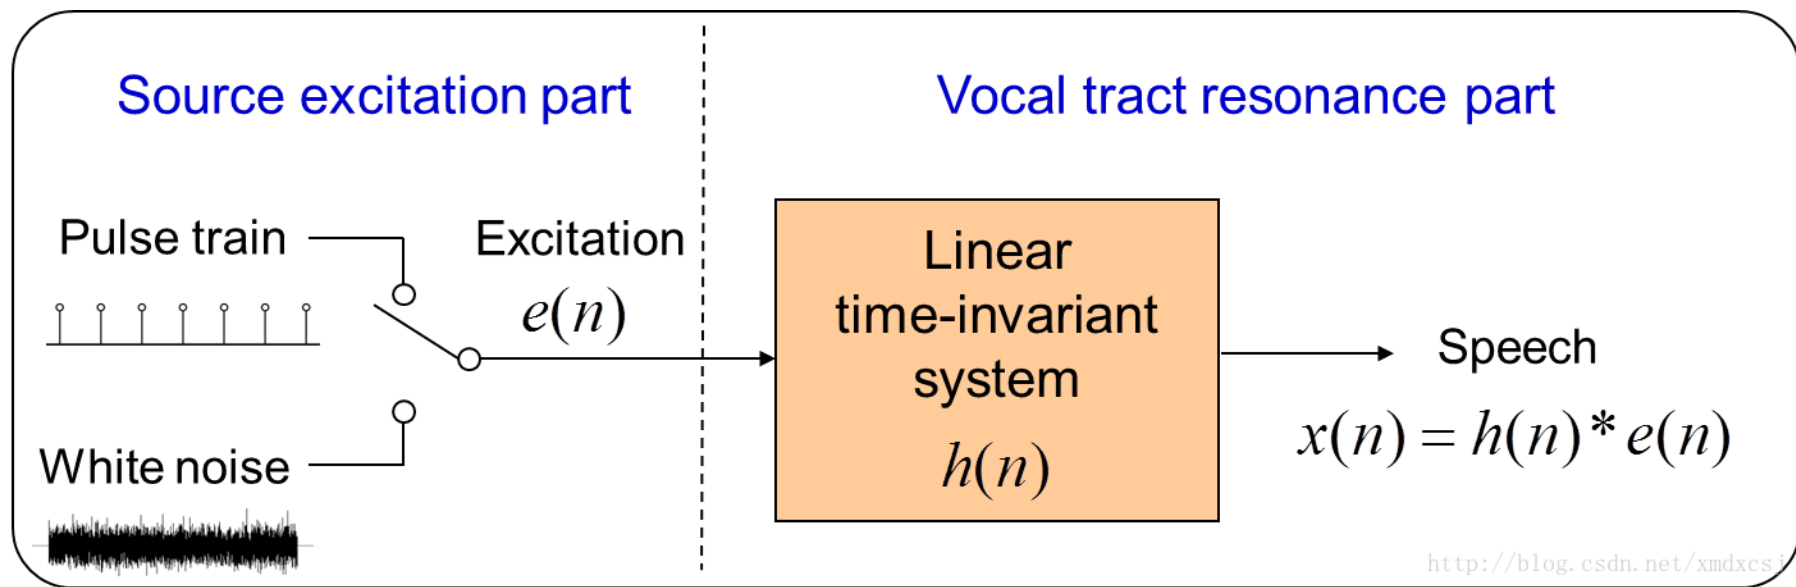 Source excitation part
Vocal tract resonance part
Pulse train
Excitation
e(n)
White noise
Linear
time-invariant
system
h(n)
Speech
x(n) = h(n) * e(n)
http://blog.csdn.net/xmdxcsj